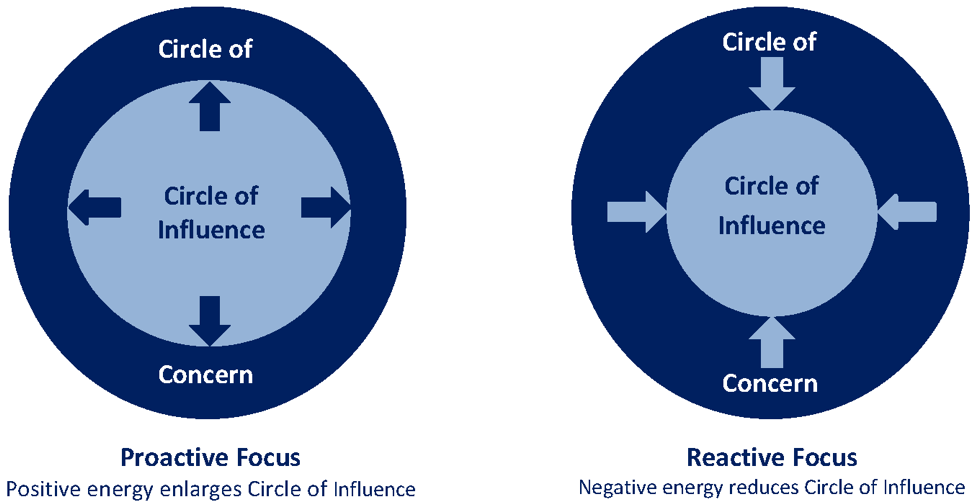 Circle of
Circle of
Influence
Concern
Proactive Focus
Positive energy enlarges Circle of Influence
Circle of
Circle of
Influence
Concern
Reactive Focus
Negative energy reduces Circle of Influence